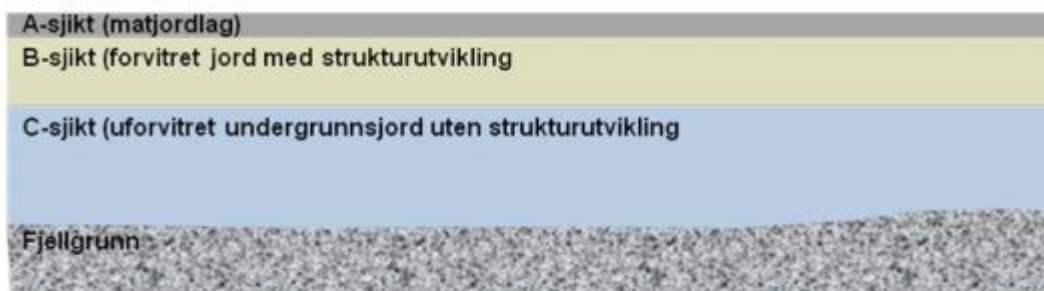 A-sjikt (matjordlag)
B-sjikt (forvitret jord med strukturutvikling
C-sjikt (uforvitret undergrunnsjord uten strukturutvikling
Fjellgrunn